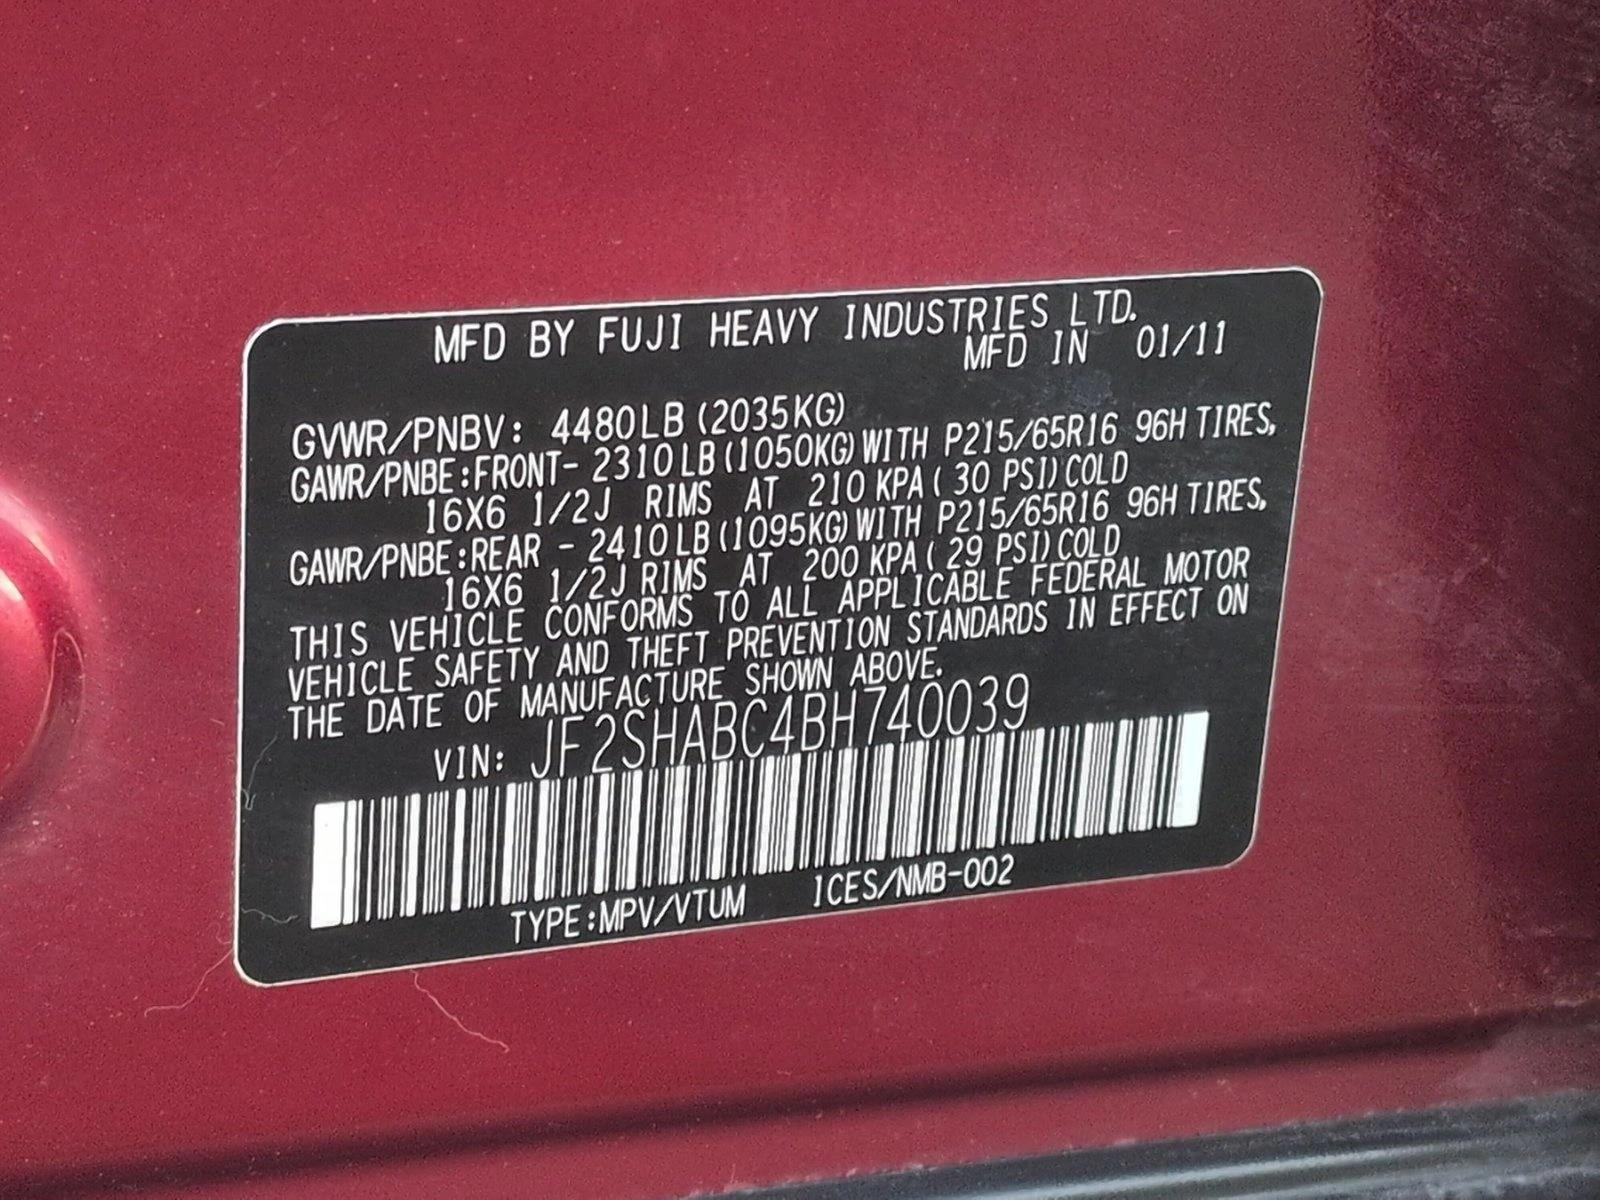 MFD BY FUJI HEAVY INDUSTRIES LTD.
MFD IN 01/11
GVWR/PNBV: 4480LB (2035KG)
GAWR/PNBE:FRONT- 2310LB (1050KG) WITH P215/65R16 96H TIRES,
16X6 1/2J RIMS AT 210 KPA ( 30 PSI) COLD
GAWR/PNBE:REAR - 2410LB (1095KG) WITH P215/65R16 96H TIRES,
16X6 1/2J RIMS AT 200 KPA ( 29 PSI) COLD
THIS VEHICLE CONFORMS TO ALL APPLICABLE FEDERAL MOTOR
VEHICLE SAFETY AND THEFT PREVENTION STANDARDS IN EFFECT ON
THE DATE OF MANUFACTURE SHOWN ABOVE.
VIN: JF2SHABC4BH740039
TYPE:MPV/VTUM ICES/NMB-002